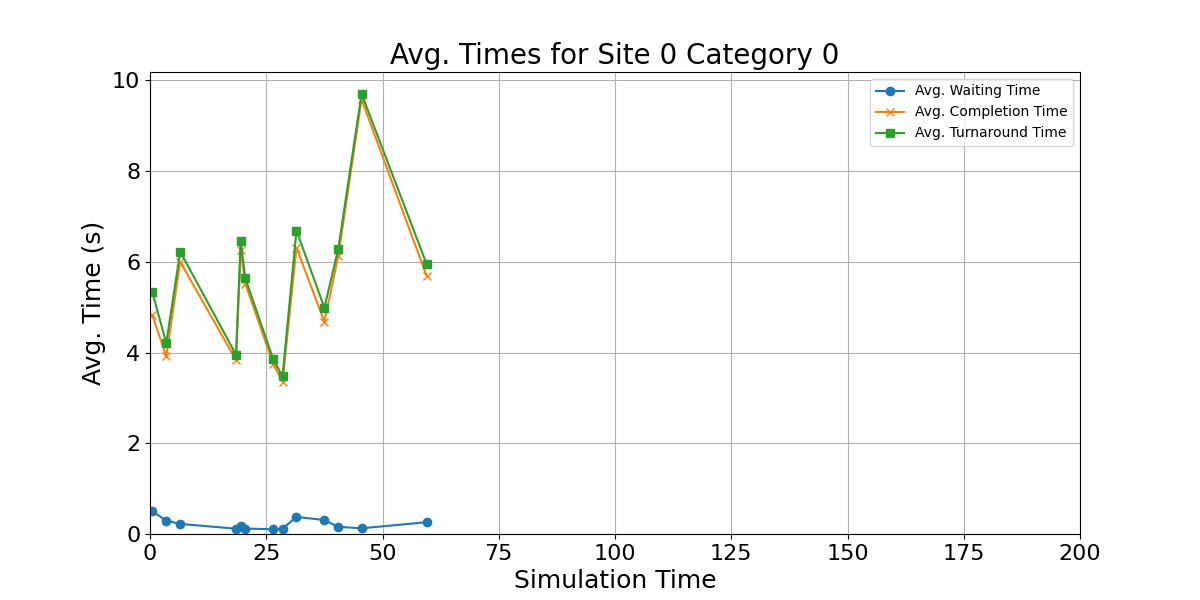 Avg. Times for Site 0 Category 0
Avg. Waiting Time
Avg. Completion Time
Avg. Turnaround Time
Avg. Time (s)
10
8
6
4
2
0
0 25 50 75 100 125 150 175 200
Simulation Time